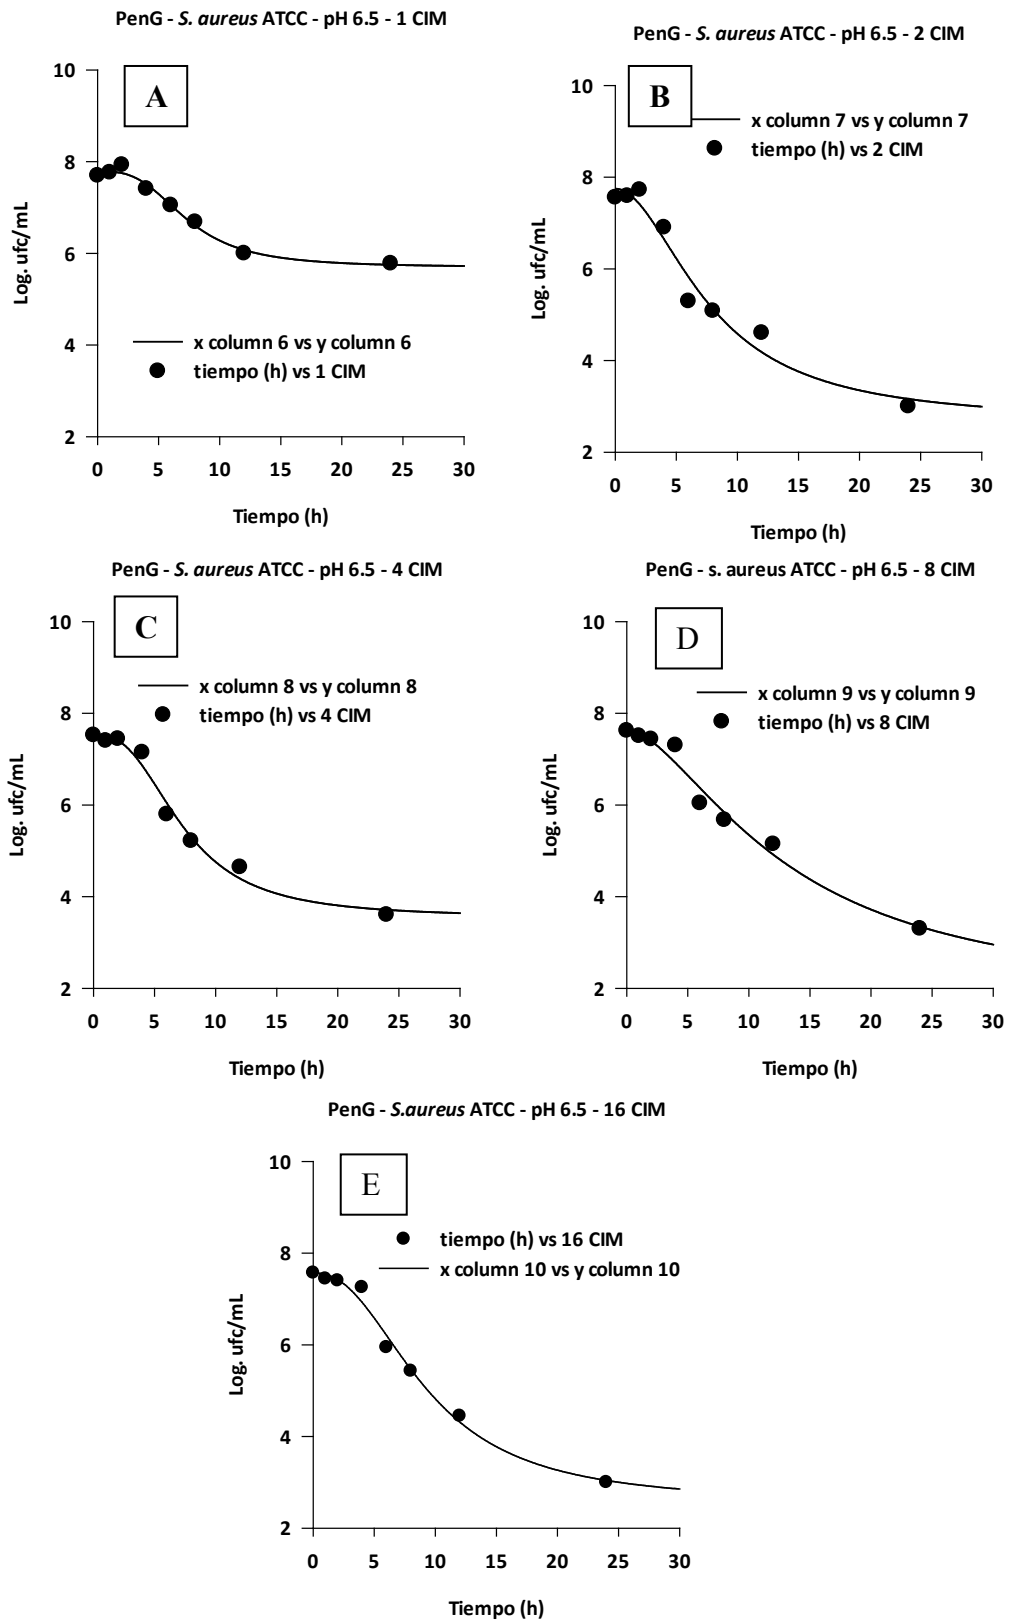 PenG - S. aureus ATCC - pH 6.5 - 1 CIM
A
10
8
6
4
2
Log. ufc/mL
x column 6 vs y column 6
tiempo (h) vs 1 CIM
0 5 10 15 20 25 30
Tiempo (h)
PenG - S. aureus ATCC - pH 6.5 - 2 CIM
B
10
8
6
4
2
Log. ufc/mL
x column 7 vs y column 7
tiempo (h) vs 2 CIM
0 5 10 15 20 25 30
Tiempo (h)
PenG - S. aureus ATCC - pH 6.5 - 4 CIM
C
10
8
6
4
2
Log. ufc/mL
x column 8 vs y column 8
tiempo (h) vs 4 CIM
0 5 10 15 20 25 30
Tiempo (h)
PenG - s. aureus ATCC - pH 6.5 - 8 CIM
D
10
8
6
4
2
Log. ufc/mL
x column 9 vs y column 9
tiempo (h) vs 8 CIM
0 5 10 15 20 25 30
Tiempo (h)
PenG - S.aureus ATCC - pH 6.5 - 16 CIM
E
10
8
6
4
2
Log. ufc/mL
tiempo (h) vs 16 CIM
x column 10 vs y column 10
0 5 10 15 20 25 30
Tiempo (h)